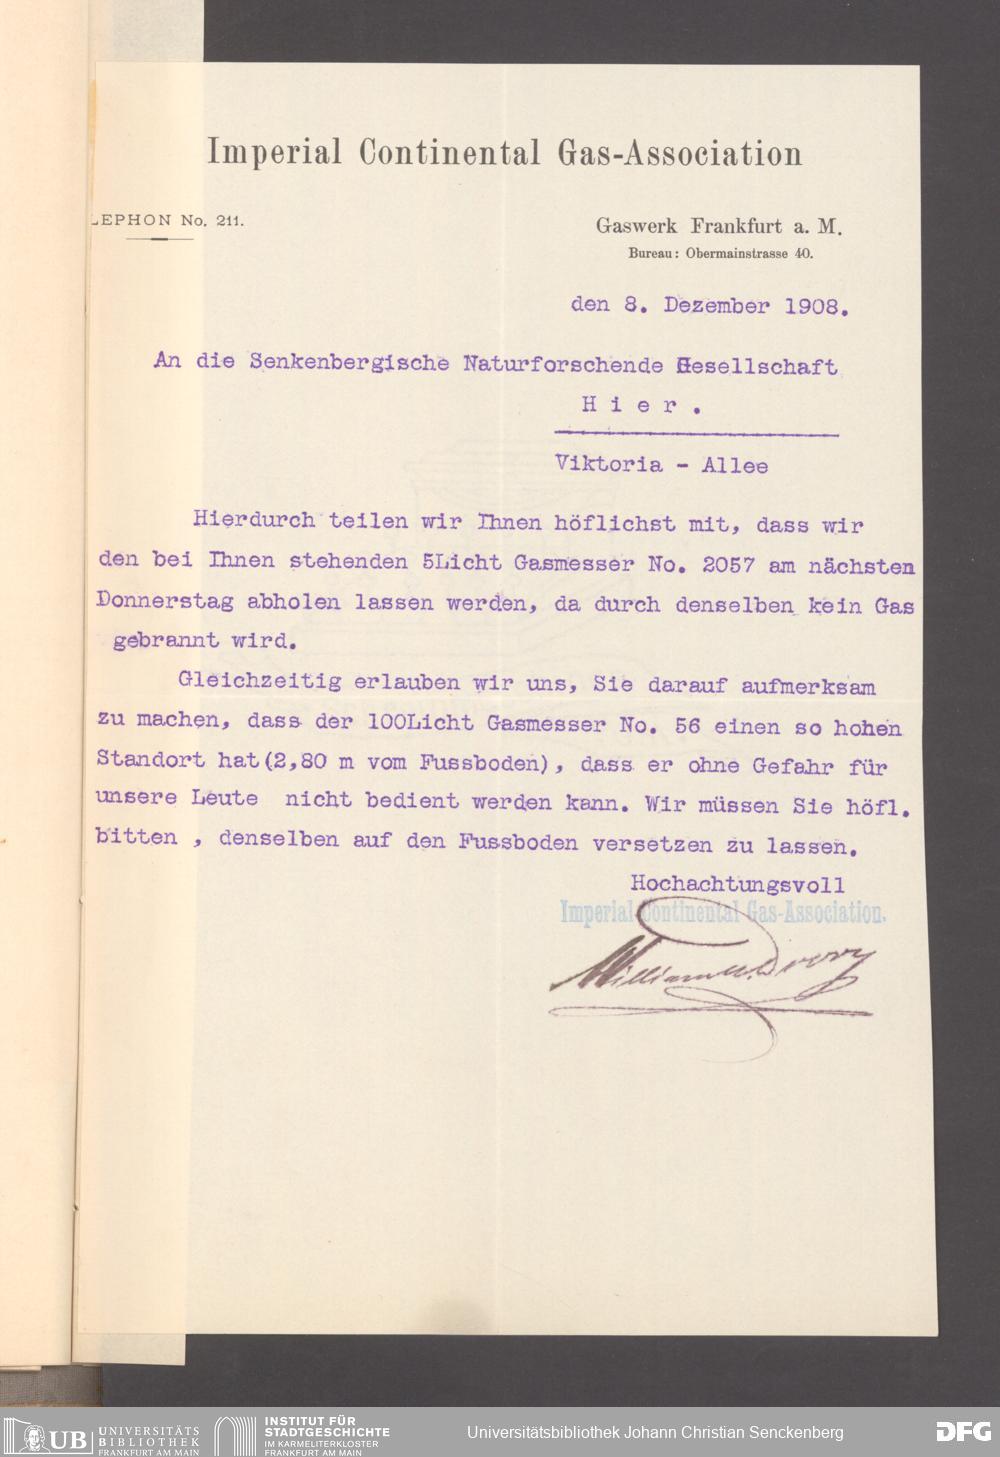 Imperial Continental Gas-Association
LEPHON No. 211.
Gaswerk Frankfurt a. M.
Bureau: Obermainstrasse 40.
den 8. Dezember 1908.
An die Senkenbergische Naturforschende Gesellschaft
Hier.
Viktoria - Allee
Hierdurch teilen wir Ihnen höflichst mit, dass wir
den bei Ihnen stehenden 5Licht Gasmesser No. 2057 am nächsten
Donnerstag abholen lassen werden, da durch denselben kein Gas
gebrannt wird.
Gleichzeitig erlauben wir uns, Sie darauf aufmerksam
zu machen, dass der 100Licht Gasmesser No. 56 einen so hohen
Standort hat(2,80 m vom Fussboden), dass er ohne Gefahr für
unsere Leute nicht bedient werden kann. Wir müssen Sie höfl.
bitten , denselben auf den Fussboden versetzen zu lassen.
Hochachtungsvoll
Imperial Continental Gas-Association.
William W. Drory
UB UNIVERSITÄTS
BIBLIOTHEK
FRANKFURT AM MAIN
INSTITUT FÜR
STADTGESCHICHTE
IM KARMELITERKLOSTER
FRANKFURT AM MAIN
Universitätsbibliothek Johann Christian Senckenberg
DFG